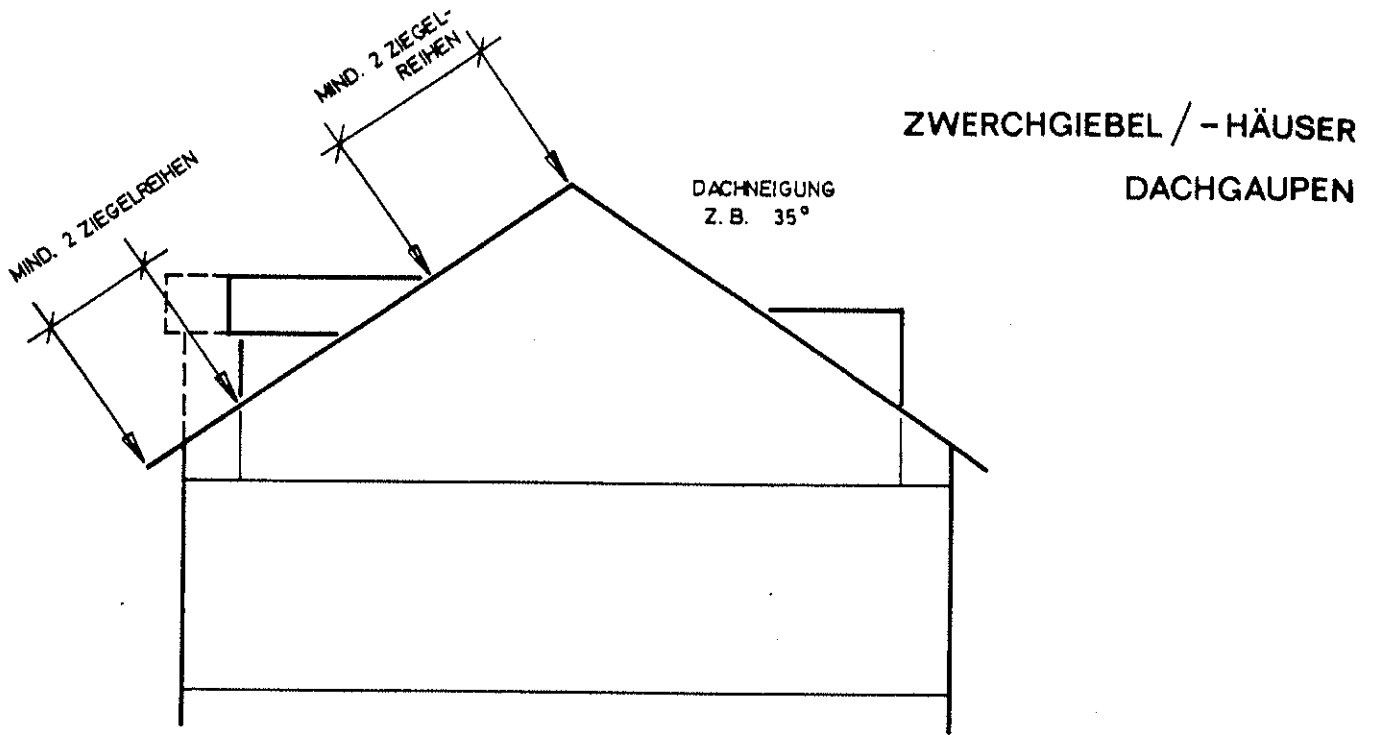 MIND. 2 ZIEGEL-
REIHEN
MIND. 2 ZIEGELREIHEN
ZWERCHGIEBEL / - HÄUSER
DACHGAUPEN
DACHNEIGUNG
Z. B. 35°